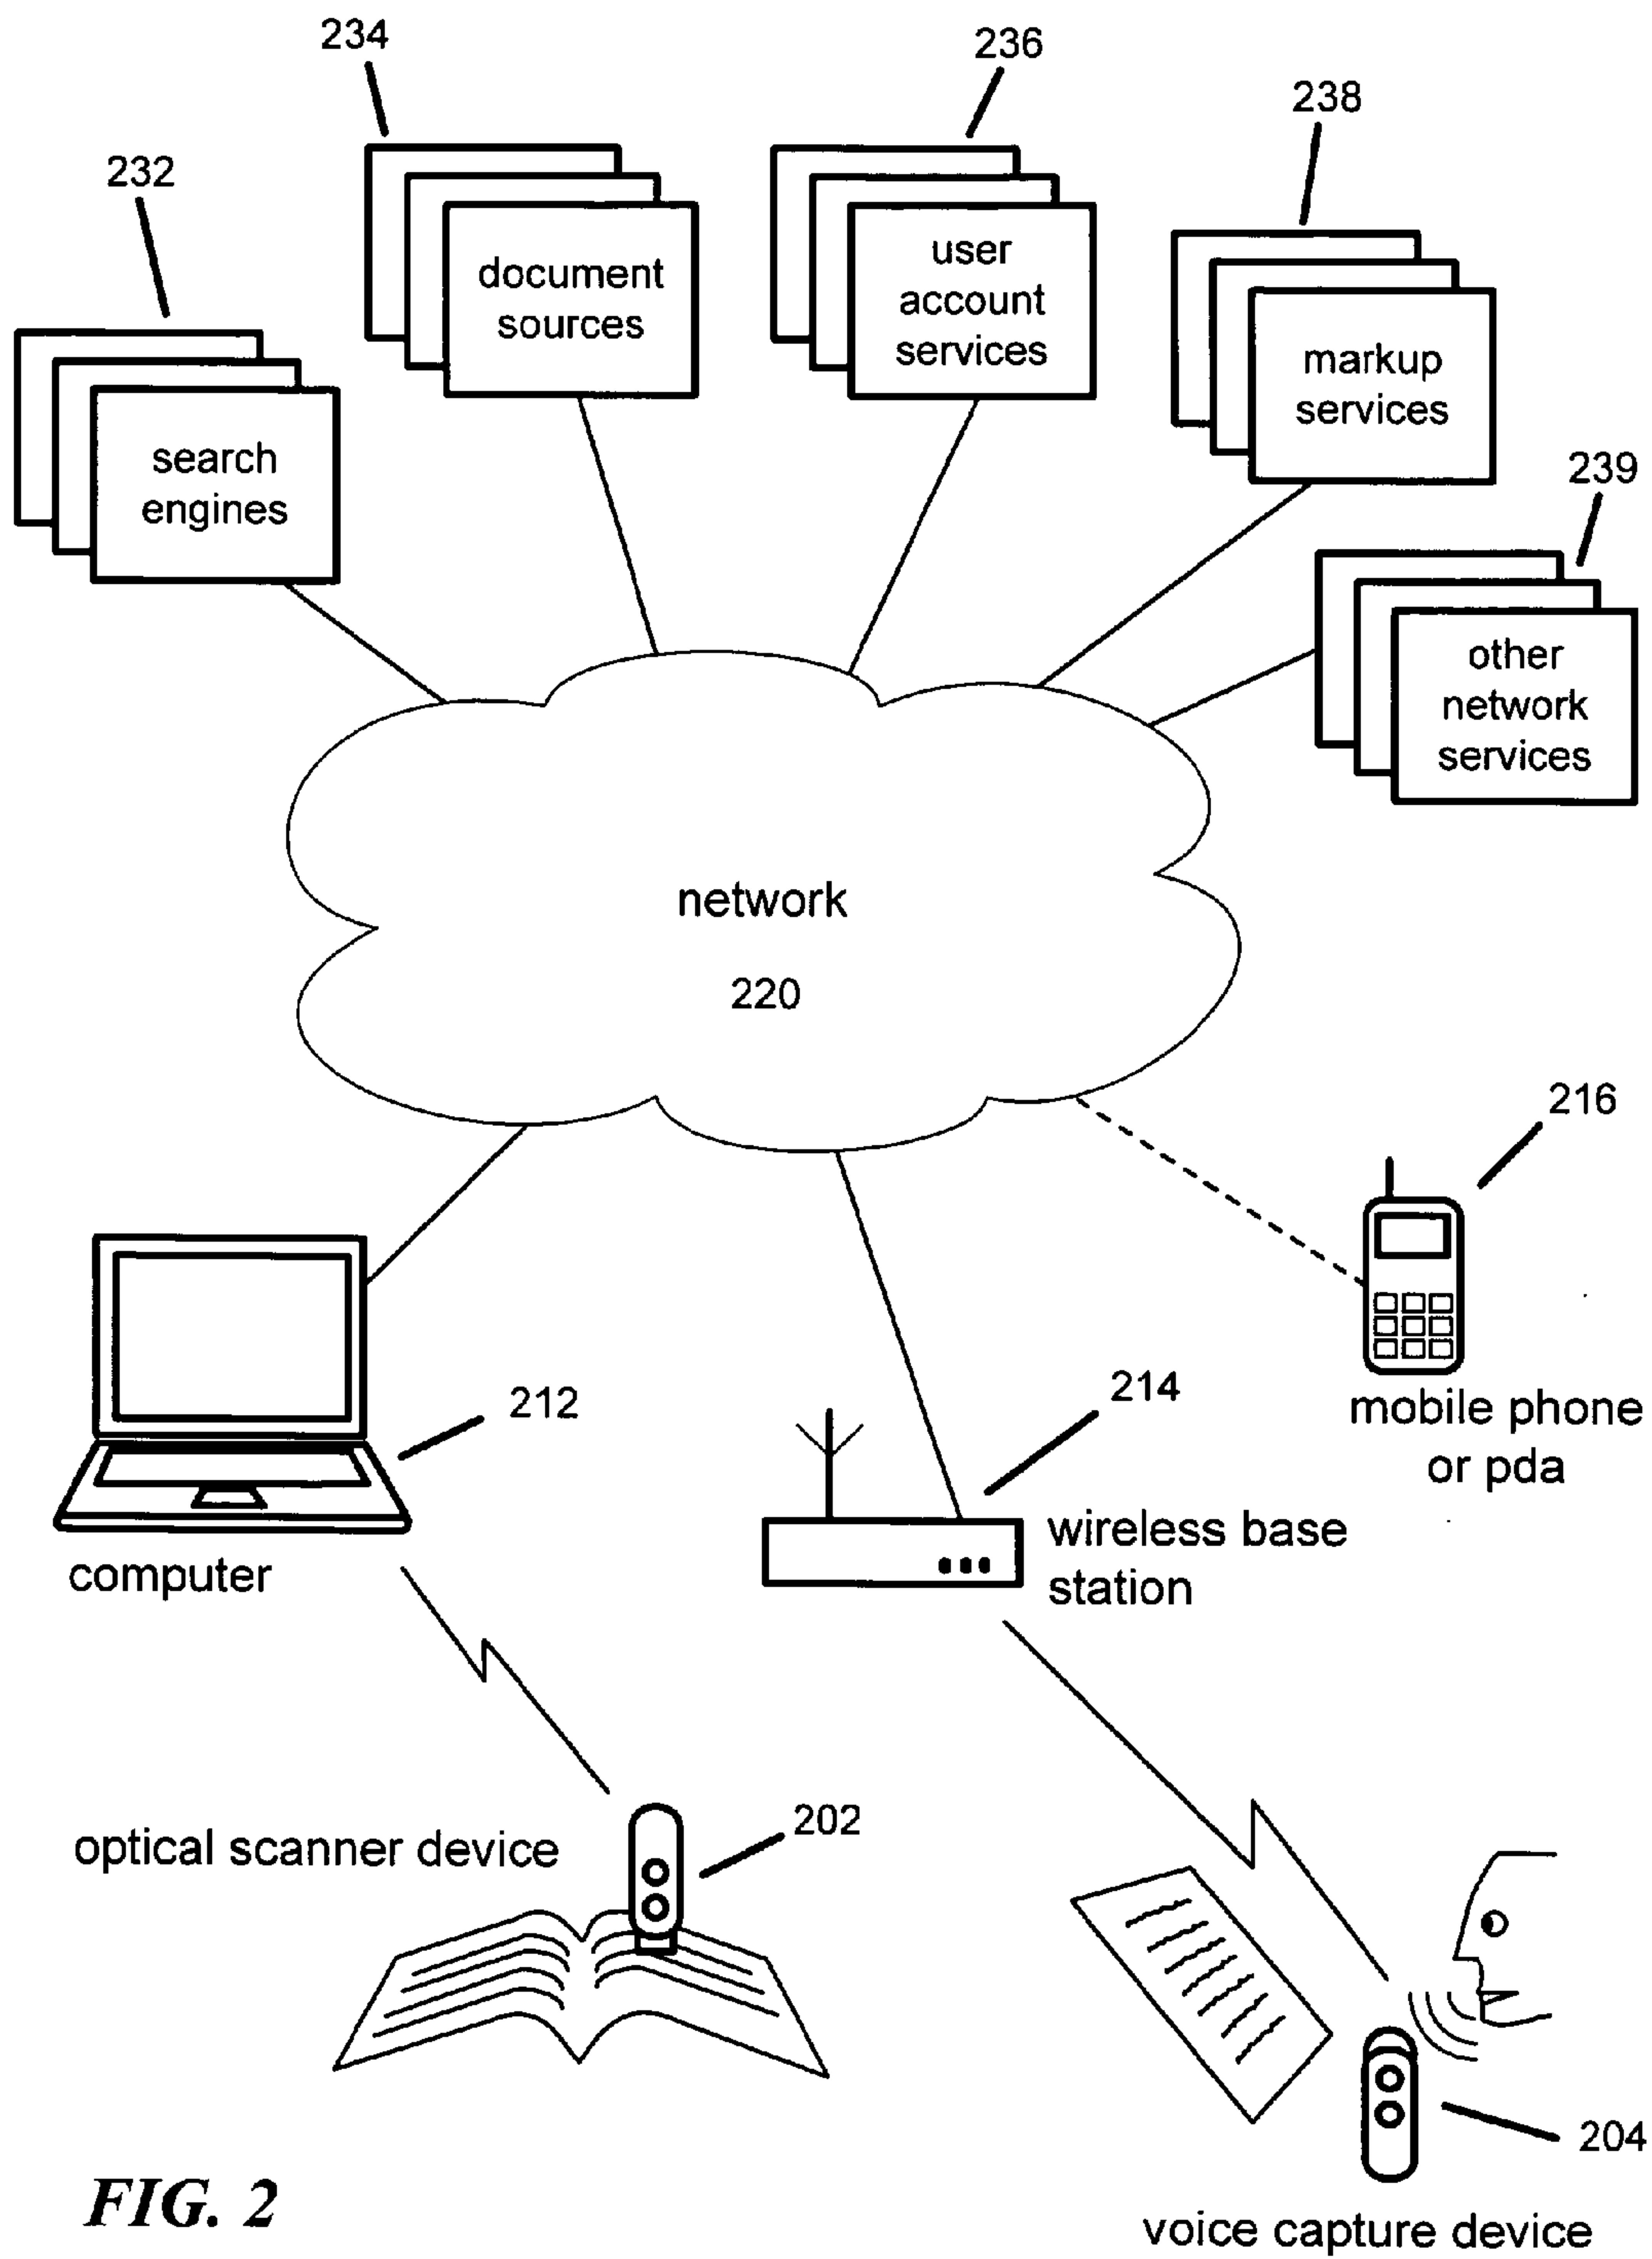 234
236
238
232
document
sources
user
account
services
markup
services
239
search
engines
other
network
services
network
220
216
mobile phone
or pda
212
214
wireless base
station
computer
202
optical scanner device
204
FIG. 2
voice capture device